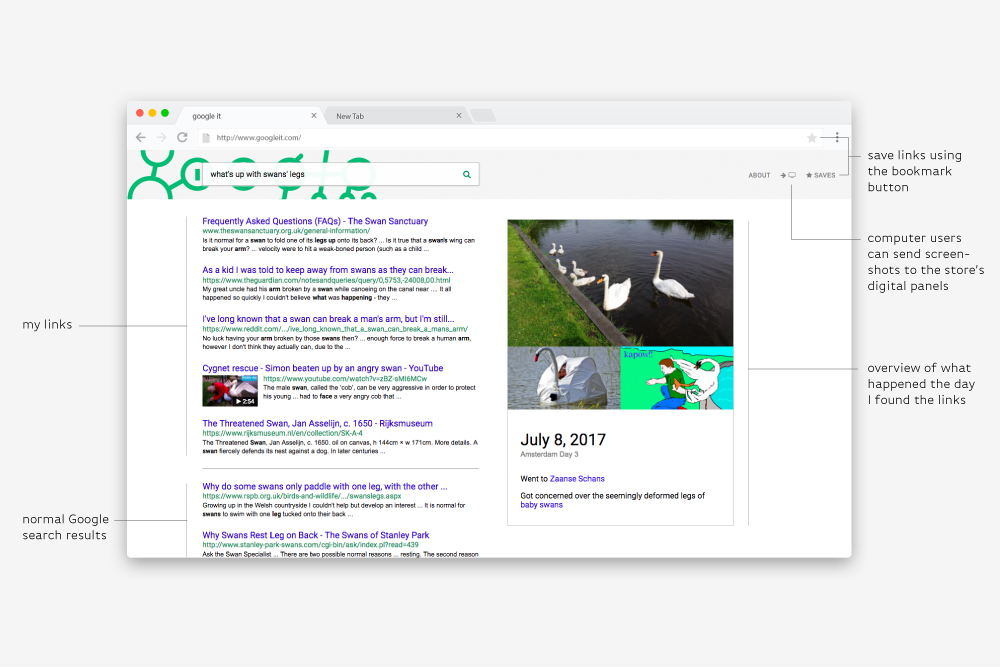 google it
New Tab
http://www.googleit.com/
what's up with swans' legs
ABOUT
SAVES
Frequently Asked Questions (FAQs) - The Swan Sanctuary
www.theswansanctuary.org.uk/general-information/
Is it normal for a swan to fold one of its legs up onto its back? ... Is it true that a swan's wing can
break your arm? ... velocity were to hit a weak-boned person (such as a child ...
As a kid I was told to keep away from swans as they can break...
https://www.theguardian.com/notesandqueries/query/0,5753,-24008,00.html
My great uncle had his arm broken by a swan while canoeing on the canal near .... It all
happened so quickly I couldn't believe what was happening - they ...
I've long known that a swan can break a man's arm, but I'm still...
https://www.reddit.com/.../ive_long_known_that_a_swan_can_break_a_mans_arm/
No luck having your arm broken by those swans then? ... enough force to break a human arm,
however I don't think they actually can, due to the ...
Cygnet rescue - Simon beaten up by an angry swan - YouTube
https://www.youtube.com/watch?v=zBZ-sMI6MCw
The male swan, called the 'cob', can be very aggressive in order to protect
his young ... had to face a very angry cob that ...
2:54
The Threatened Swan, Jan Asselijn, c. 1650 - Rijksmuseum
https://www.rijksmuseum.nl/en/collection/SK-A-4
The Threatened Swan, Jan Asselijn, c. 1650. oil on canvas, h 144cm × w 171cm. More details. A
swan fiercely defends its nest against a dog. In later centuries ...
Why do some swans only paddle with one leg, with the other ...
https://www.rspb.org.uk/birds-and-wildlife/.../swanslegs.aspx
Growing up in the Welsh countryside I couldn't help but develop an interest ... It is normal for
swans to swim with one leg tucked onto their back ...
Why Swans Rest Leg on Back - The Swans of Stanley Park
http://www.stanley-park-swans.com/cgi-bin/ask/index.pl?read=439
Ask the Swan Specialist ... There are two possible normal reasons ... resting. The second reason
kapow!!
July 8, 2017
Amsterdam Day 3
Went to Zaanse Schans
Got concerned over the seemingly deformed legs of
baby swans
my links
normal Google
search results
save links using
the bookmark
button
computer users
can send screen-
shots to the store's
digital panels
overview of what
happened the day
I found the links